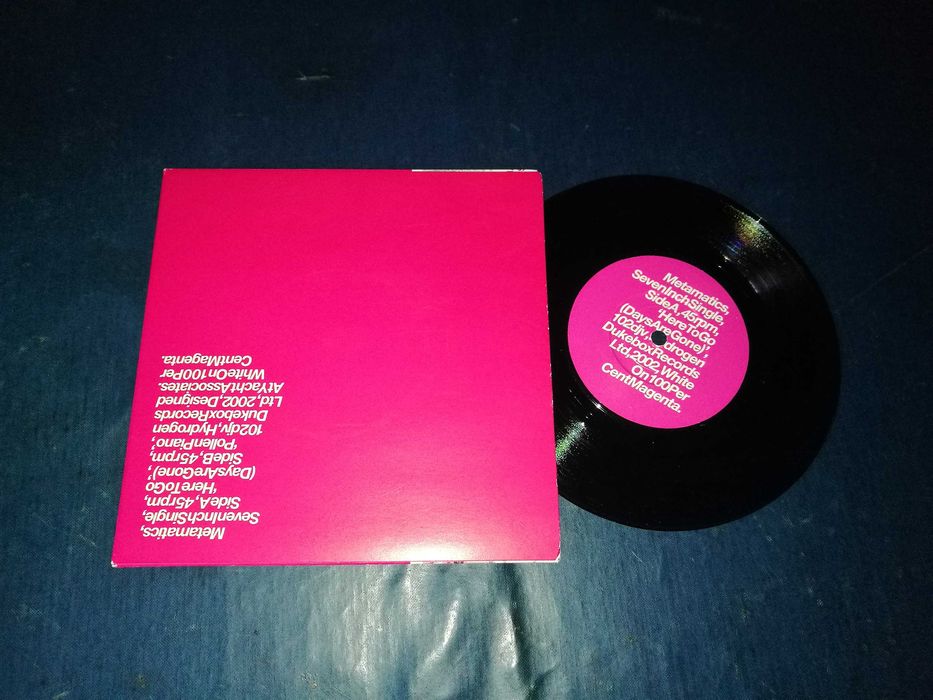 Metamatics,
SevenInchSingle,
SideA,45rpm,
‘HereToGo
(DaysAreGone)’,
SideB,45rpm,
‘PollenPiano’,
102djv,Hydrogen
DukeboxRecords
Ltd,2002,Designed
AtYachtAssociates.
WhiteOn100Per
CentMagenta.
Metamatics,
SevenInchSingle,
SideA,45rpm,
‘HereToGo
(DaysAreGone)’,
102djv,Hydrogen
DukeboxRecords
Ltd,2002,White
On100Per
CentMagenta.